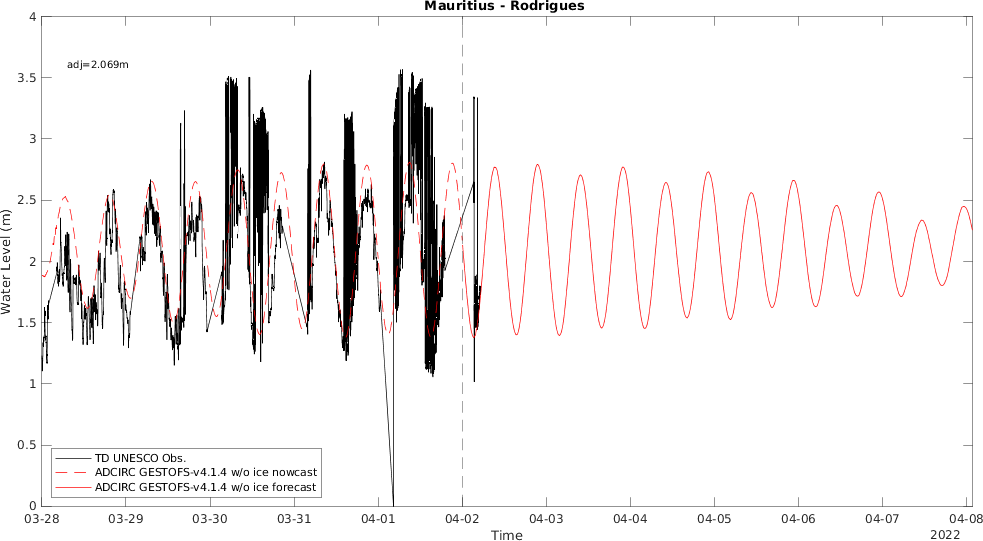 Mauritius - Rodrigues
4
3.5
3
2.5
2
1.5
1
0.5
0
Water Level (m)
adj=2.069m
TD UNESCO Obs.
ADCIRC GESTOFS-v4.1.4 w/o ice nowcast
ADCIRC GESTOFS-v4.1.4 w/o ice forecast
03-28 03-29 03-30 03-31 04-01 04-02 04-03 04-04 04-05 04-06 04-07 04-08
2022
Time